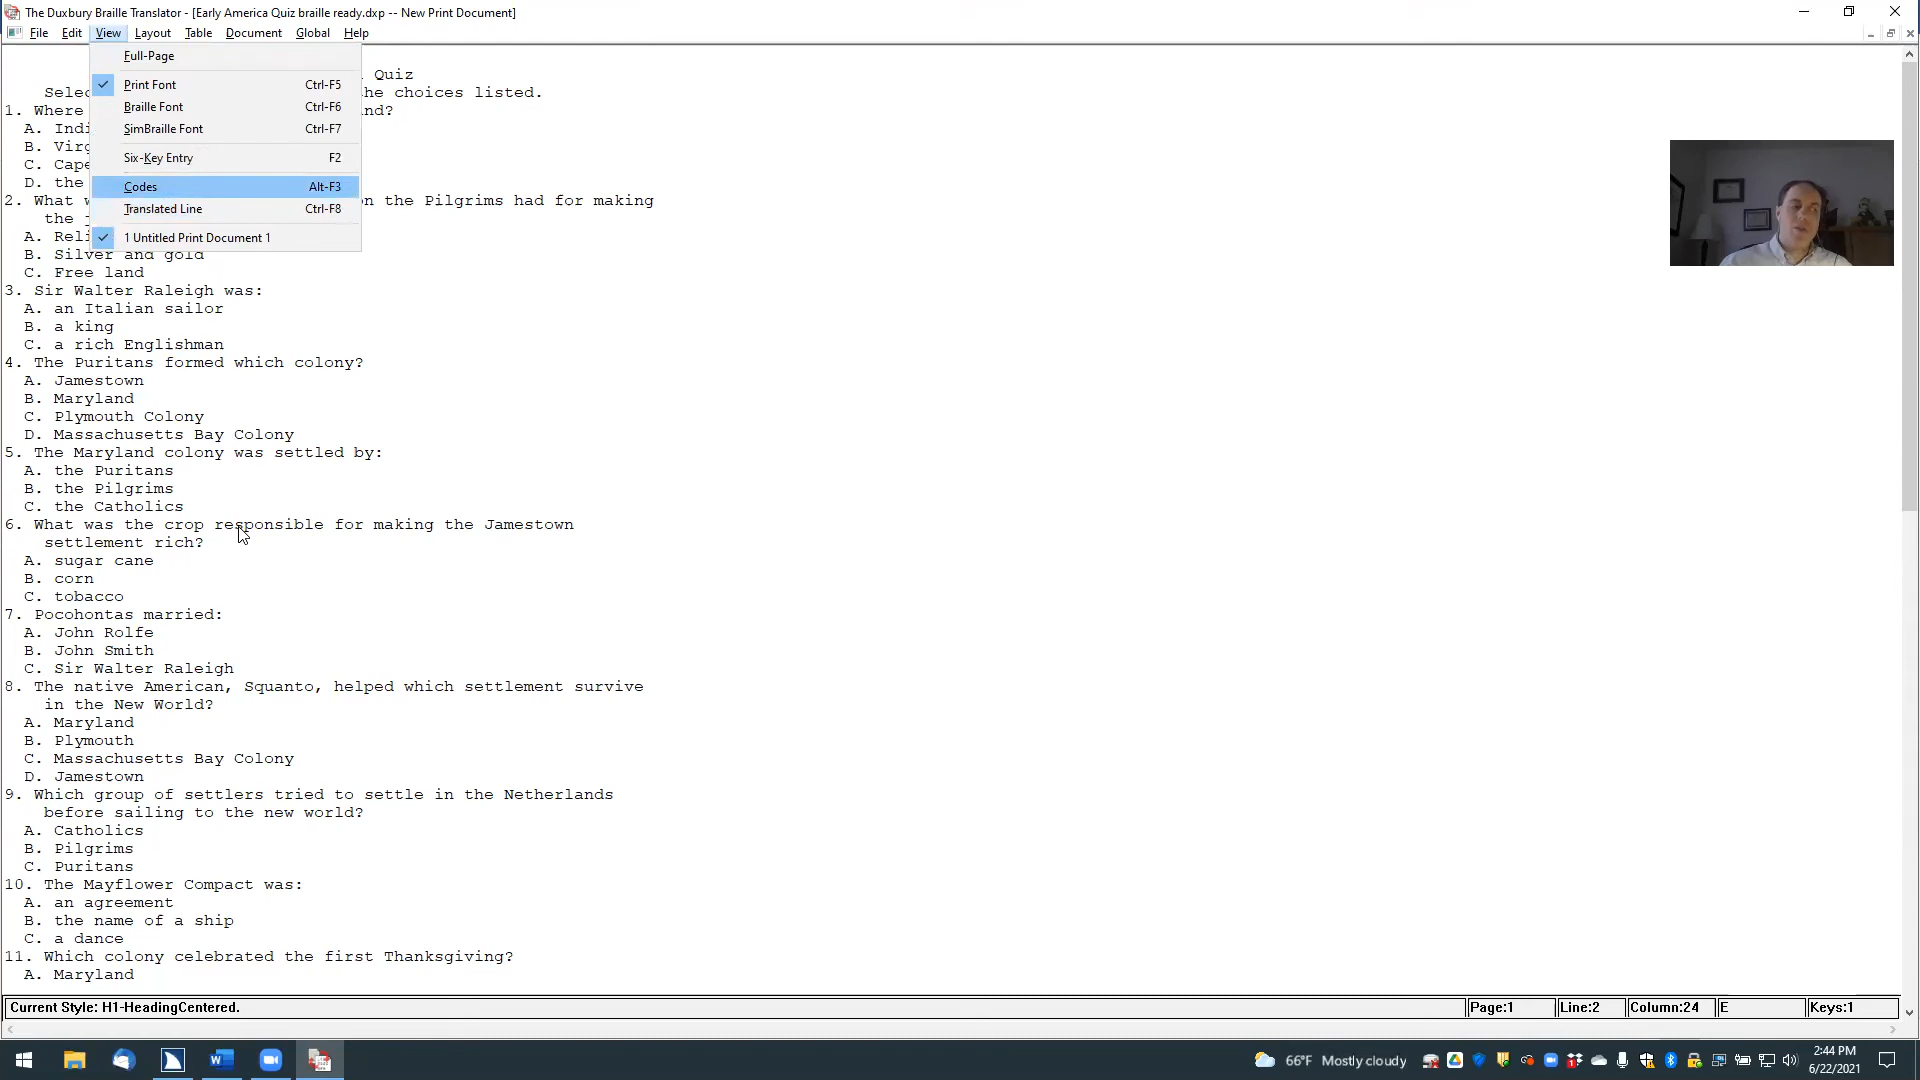 The Duxbury Braille Translator - [Early America Quiz braille ready.dxp -- New Print Document]
File Edit View Layout Table Document Global Help
Full-Page
Print Font Ctrl-F5
Braille Font Ctrl-F6
SimBraille Font Ctrl-F7
Six-Key Entry F2
Codes Alt-F3
Translated Line Ctrl-F8
1 Untitled Print Document 1
Quiz
he choices listed.
1. Where
A. Indi
B. Virg
C. Cape
D. the
2. What on the Pilgrims had for making
the
A. Reli
B. Silver and gold
C. Free land
3. Sir Walter Raleigh was:
A. an Italian sailor
B. a king
C. a rich Englishman
4. The Puritans formed which colony?
A. Jamestown
B. Maryland
C. Plymouth Colony
D. Massachusetts Bay Colony
5. The Maryland colony was settled by:
A. the Puritans
B. the Pilgrims
C. the Catholics
6. What was the crop responsible for making the Jamestown
settlement rich?
A. sugar cane
B. corn
C. tobacco
7. Pocohontas married:
A. John Rolfe
B. John Smith
C. Sir Walter Raleigh
8. The native American, Squanto, helped which settlement survive
in the New World?
A. Maryland
B. Plymouth
C. Massachusetts Bay Colony
D. Jamestown
9. Which group of settlers tried to settle in the Netherlands
before sailing to the new world?
A. Catholics
B. Pilgrims
C. Puritans
10. The Mayflower Compact was:
A. an agreement
B. the name of a ship
C. a dance
11. Which colony celebrated the first Thanksgiving?
A. Maryland
Current Style: H1-HeadingCentered. Page:1 Line:2 Column:24 E Keys:1
66°F Mostly cloudy 2:44 PM
6/22/2021